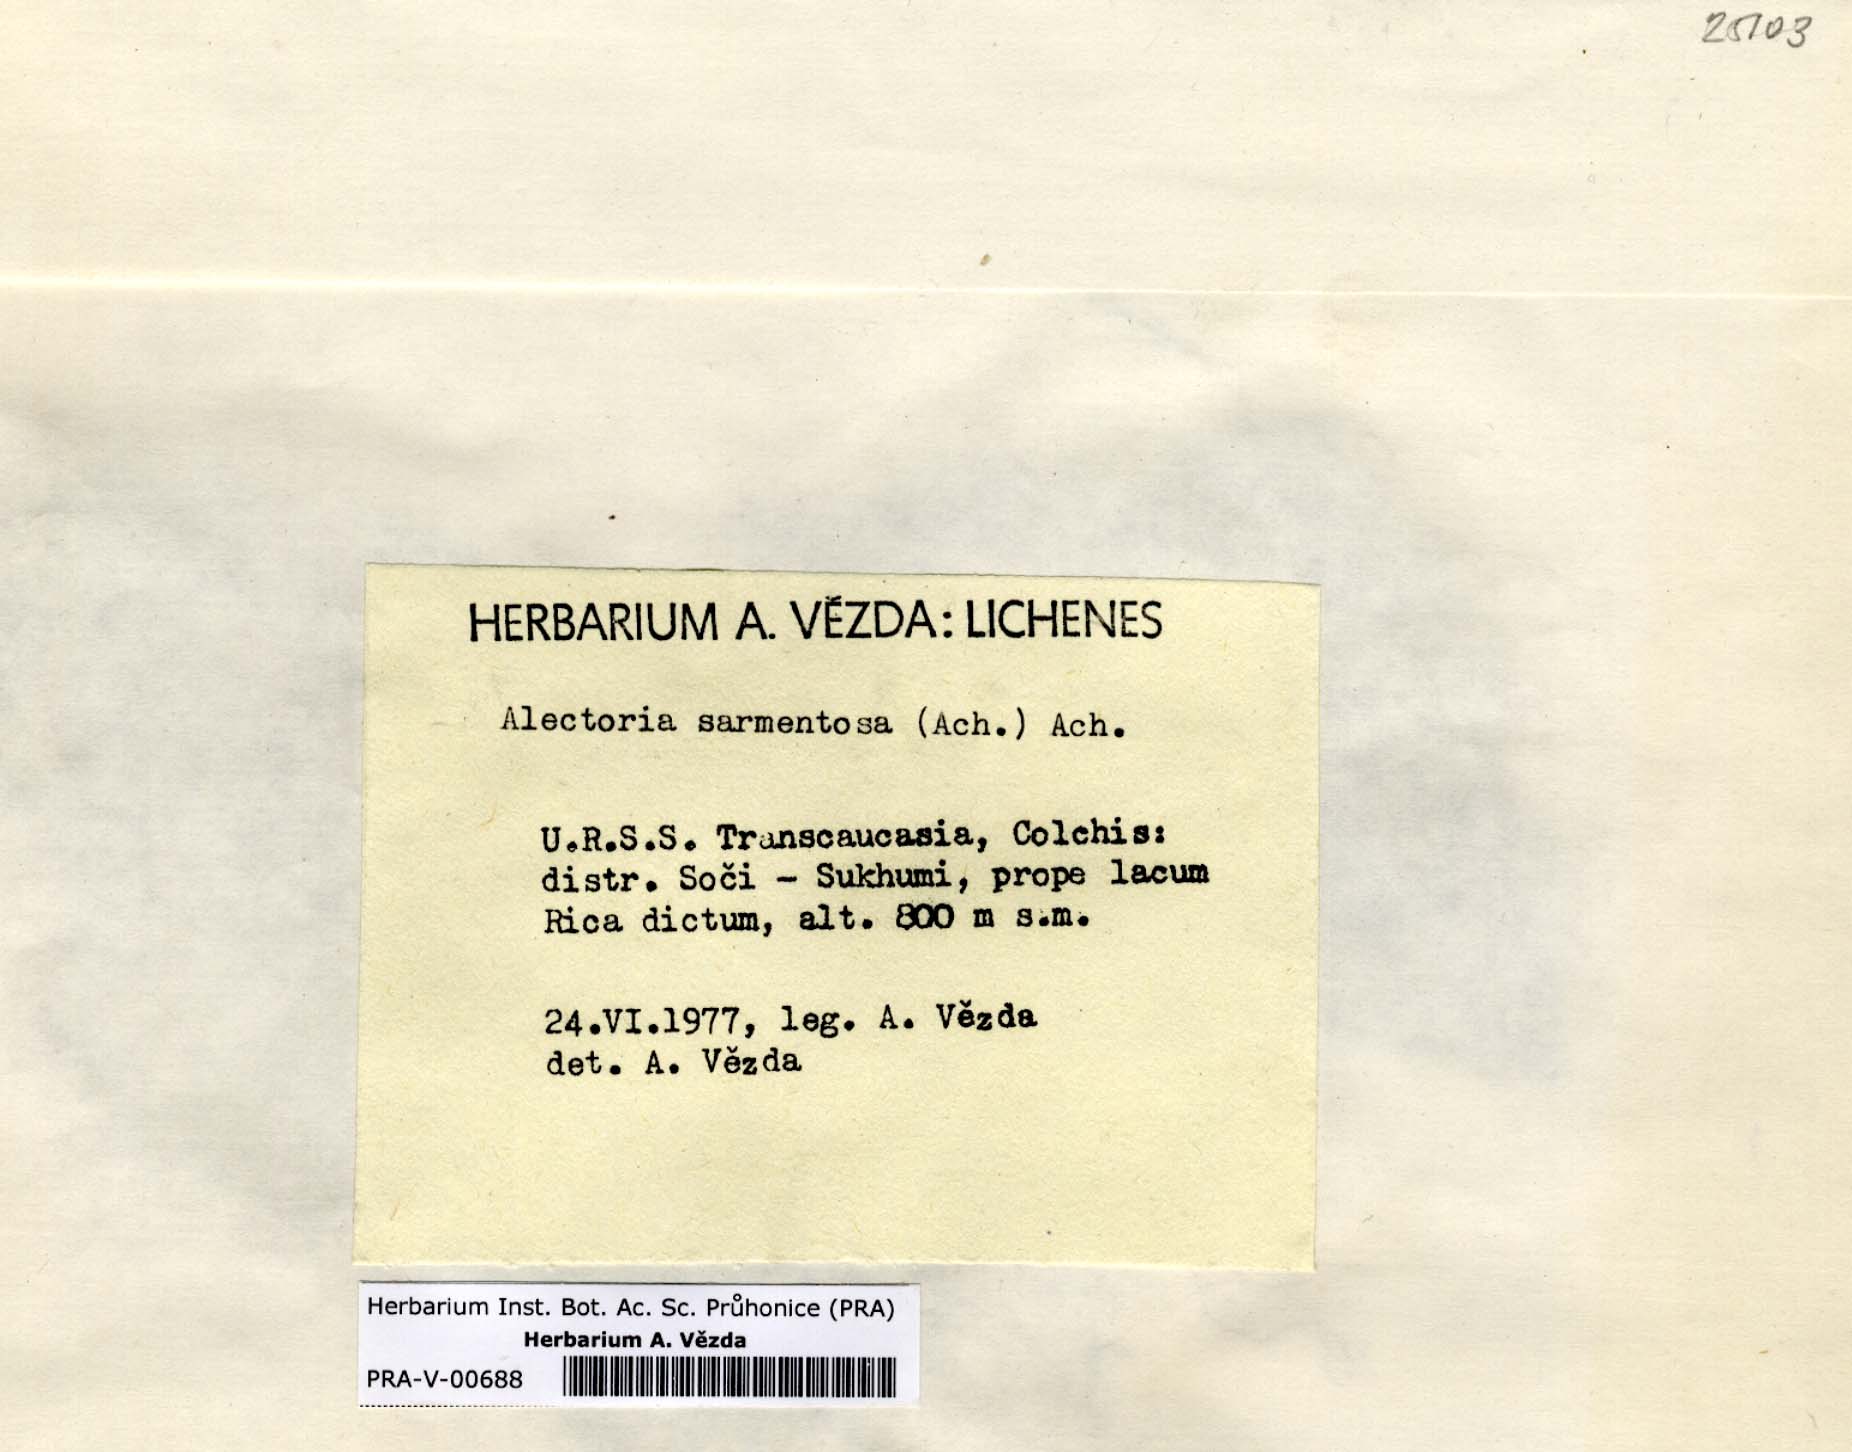 25103
HERBARIUM A. VĚZDA: LICHENES
Alectoria sarmentosa (Ach.) Ach.
U.R.S.S. Transcaucasia, Colchis:
distr. Soči - Sukhumi, prope lacum
Rica dictum, alt. 800 m s.m.
24.VI.1977, leg. A. Vězda
det. A. Vězda
Herbarium Inst. Bot. Ac. Sc. Průhonice (PRA)
Herbarium A. Vězda
PRA-V-00688